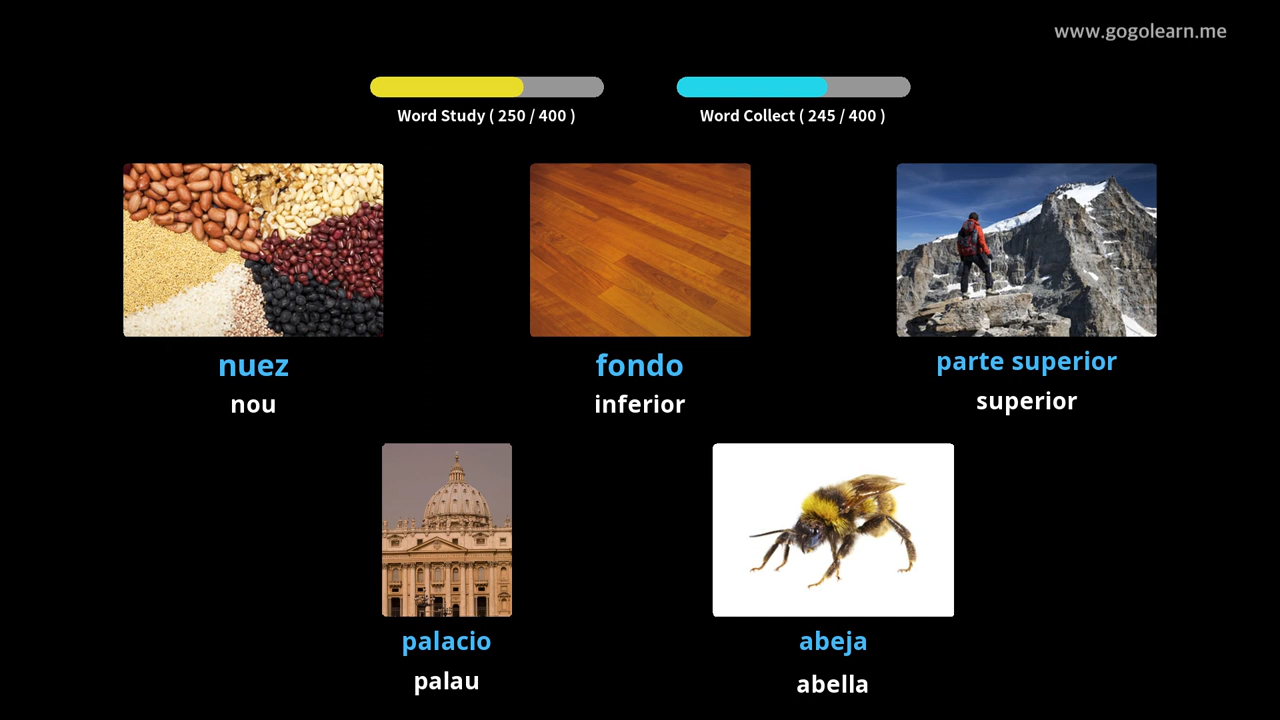 www.gogolearn.me
Word Study ( 250 / 400 )
Word Collect ( 245 / 400 )
nuez
nou
fondo
inferior
parte superior
superior
palacio
palau
abeja
abella